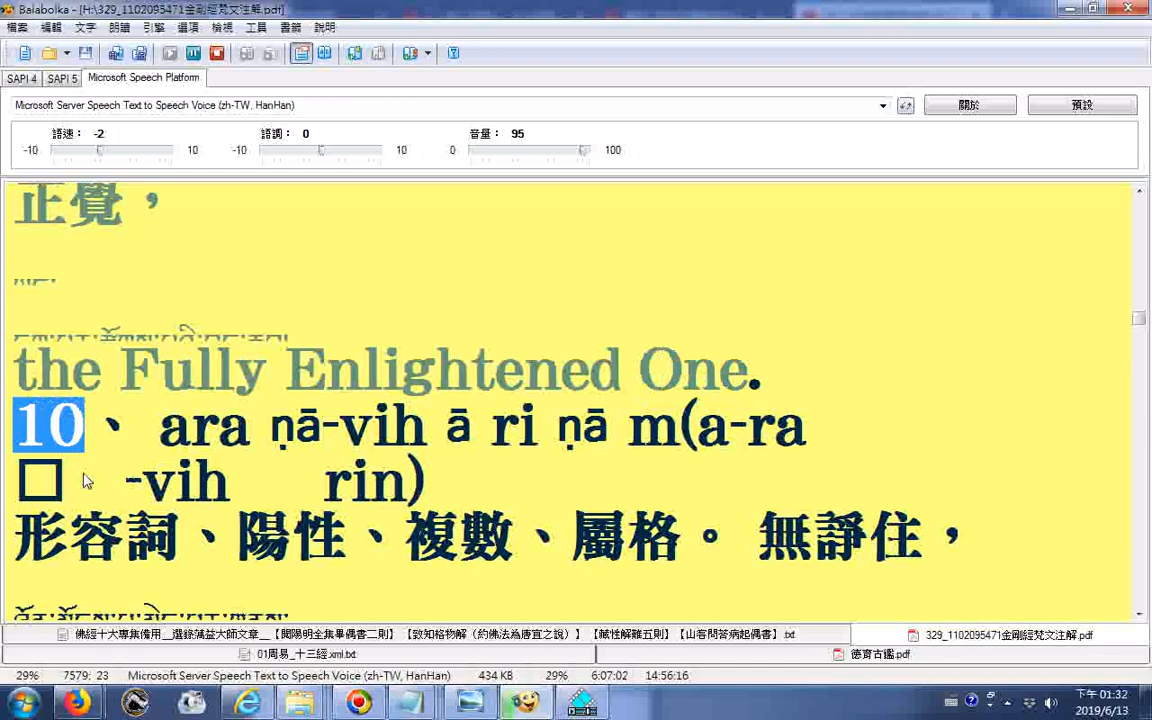 Balabolka - [H:\329_1102095471金剛經梵文注解.pdf]
檔案 編輯 文字 朗讀 引擎 選項 檢視 工具 書籤 說明
SAPI 4 SAPI 5 Microsoft Speech Platform
Microsoft Server Speech Text to Speech Voice (zh-TW, HanHan) 關於 預設
語速： -2 語調： 0 音量： 95
-10 10 -10 10 0 100
正覺，
the Fully Enlightened One.
10、 ara ṇā-vih ā ri ṇā m(a-ra
□ -vih rin)
形容詞、陽性、複數、屬格。 無諍住，
佛經十大專集備用__選錄蕅益大師文章__【閱陽明全集畢偶書二則】【致知格物解（約佛法為唐宜之說）】【緘性解難五則】【山客問答病起偶書】.txt 329_1102095471金剛經梵文注解.pdf
01周易_十三經.xml.txt 德育古鑑.pdf
29% 7579: 23 Microsoft Server Speech Text to Speech Voice (zh-TW, HanHan) 434 KB 29% 6:07:02 14:56:16
下午 01:32
2019/6/13